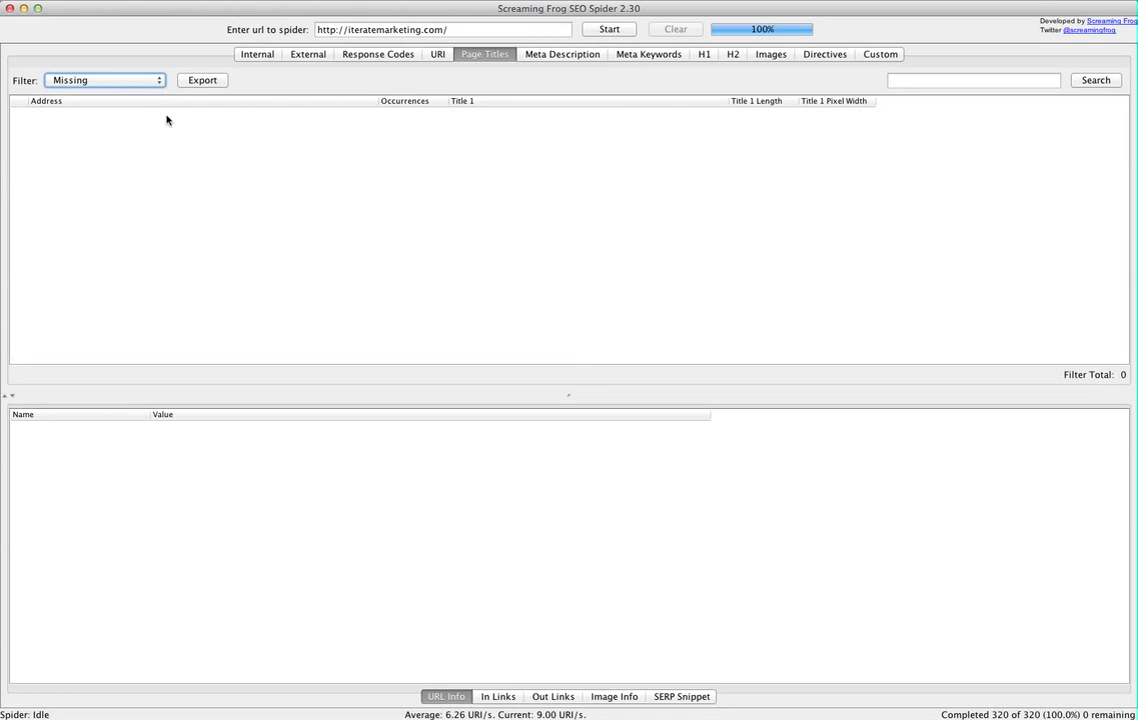 Screaming Frog SEO Spider 2.30
Enter url to spider: http://iteratemarketing.com/ Start Clear 100%
Developed by Screaming Frog
Twitter @screamingfrog
Internal External Response Codes URI Page Titles Meta Description Meta Keywords H1 H2 Images Directives Custom
Filter: Missing Export Search
Address Occurrences Title 1 Title 1 Length Title 1 Pixel Width
Filter Total: 0
Name Value
URL Info In Links Out Links Image Info SERP Snippet
Spider: Idle Average: 6.26 URI/s. Current: 9.00 URI/s. Completed 320 of 320 (100.0%) 0 remaining